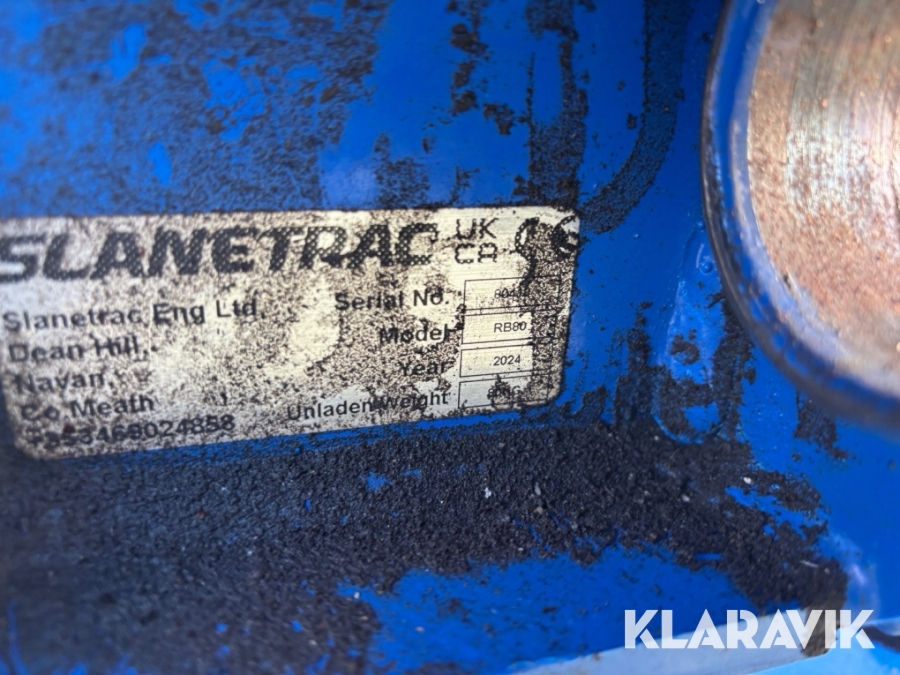 SLANETRAC
UK
CA CE
Slanetrac Eng Ltd,
Dean Hill,
Navan,
Co Meath
Serial No.
Model RB80
Year 2024
Unladen Weight
KLARAVIK